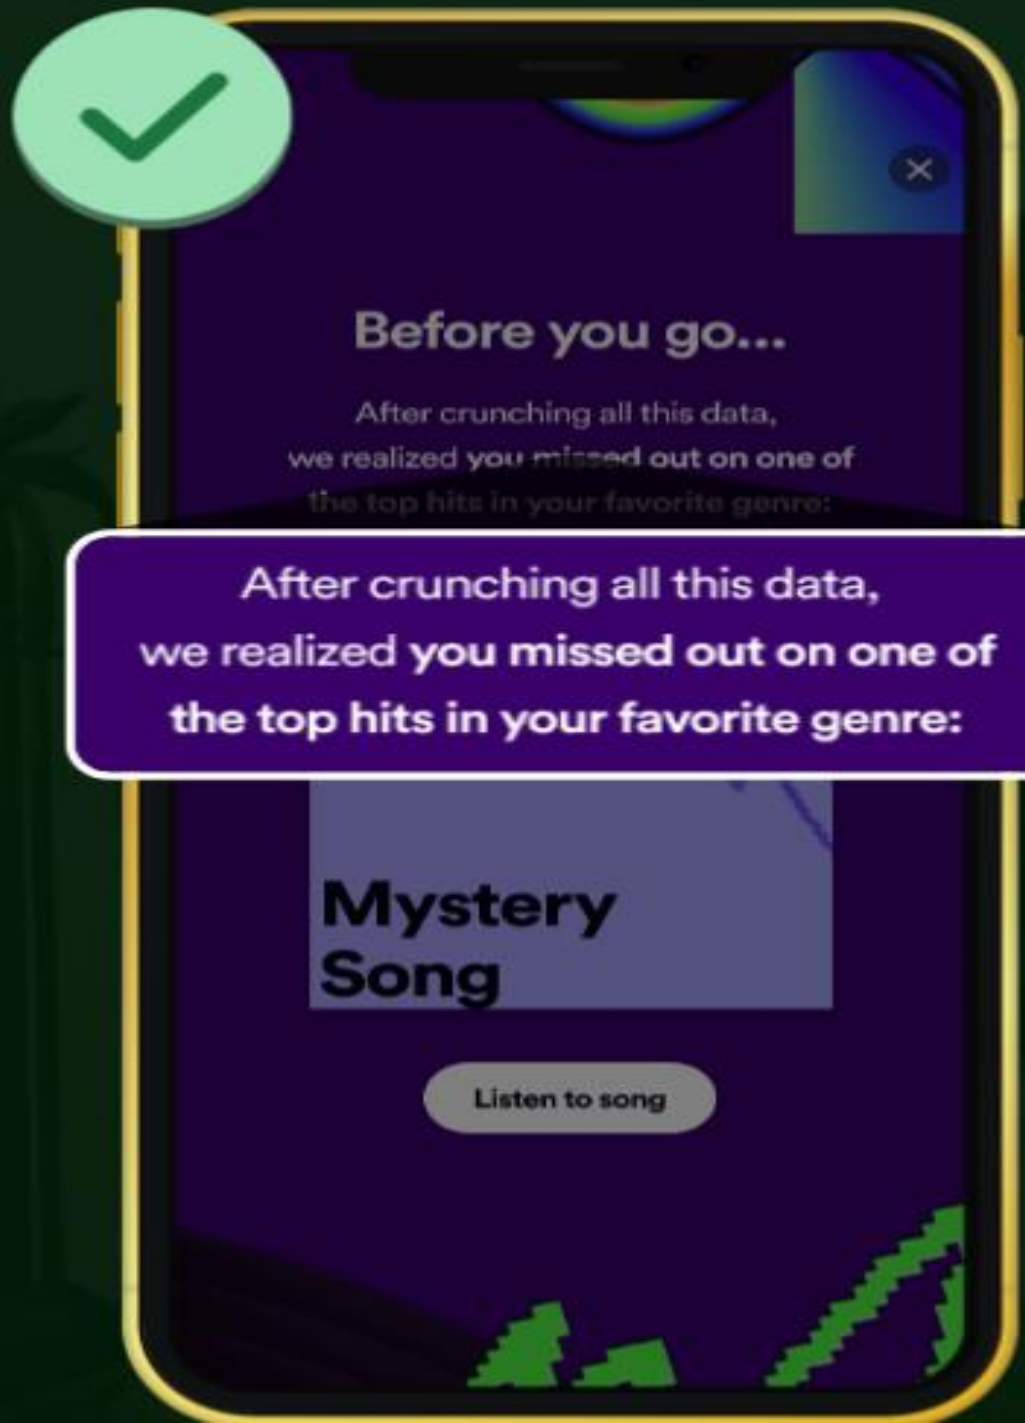 Before you go...
After crunching all this data,
we realized you missed out on one of
the top hits in your favorite genre:
After crunching all this data,
we realized you missed out on one of
the top hits in your favorite genre:
Mystery
Song
Listen to song